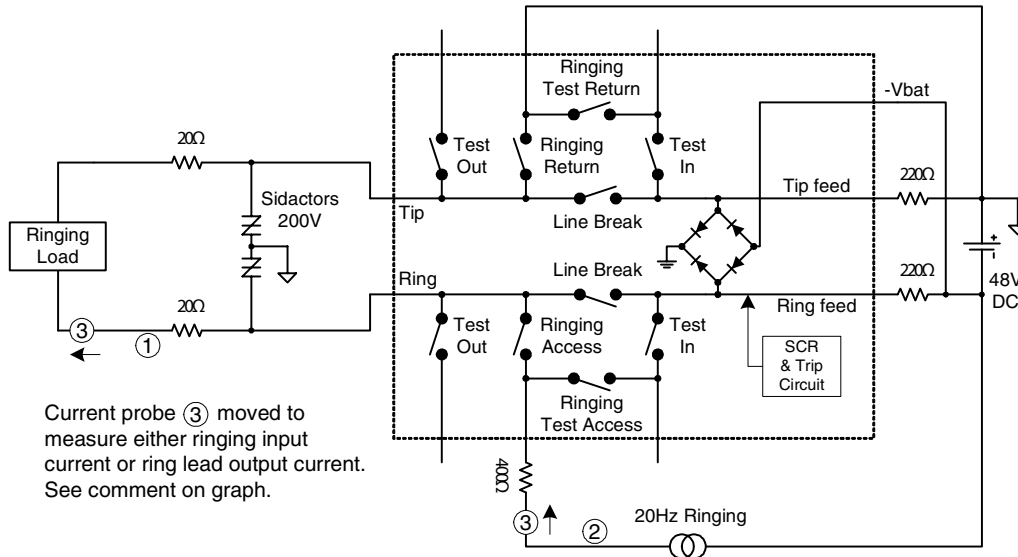 Ringing
Test Return
-Vbat
20Ω
Test
Out
Ringing
Return
Test
In
220Ω
Sidactors
200V
Tip feed
Tip
Line Break
+
-
Ringing
Load
Line Break
220Ω
48V
DC
Ring
20Ω
Ring feed
3
1
Test
Out
Ringing
Access
Test
In
SCR
& Trip
Circuit
Ringing
Test Access
Current probe 3 moved to
measure either ringing input
current or ring lead output current.
See comment on graph.
400Ω
3
2
20Hz Ringing